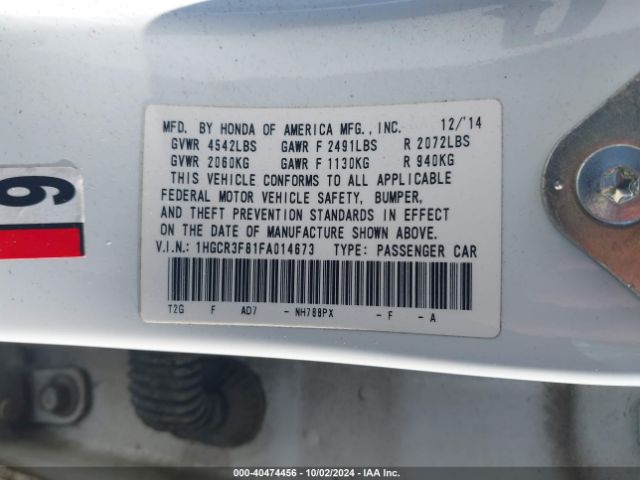 MFD. BY HONDA OF AMERICA MFG., INC. 12/'14
GVWR 4542LBS GAWR F 2491LBS R 2072LBS
GVWR 2060KG GAWR F 1130KG R 940KG
THIS VEHICLE CONFORMS TO ALL APPLICABLE
FEDERAL MOTOR VEHICLE SAFETY, BUMPER,
AND THEFT PREVENTION STANDARDS IN EFFECT
ON THE DATE OF MANUFACTURE SHOWN ABOVE.
V.I.N.: 1HGCR3F81FA014673 TYPE: PASSENGER CAR
T2G F AD7 - NH788PX - F - A
9
000-40474456 - 10/02/2024 - IAA Inc.